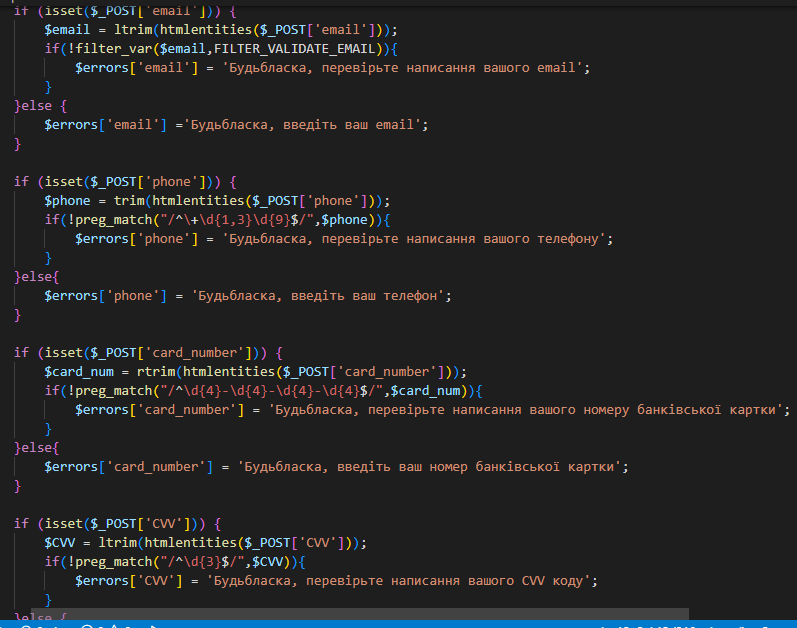 if (isset($_POST['email'])) {
    $email = ltrim(htmlentities($_POST['email']));
    if(!filter_var($email,FILTER_VALIDATE_EMAIL)){
        $errors['email'] = 'Будьбласка, перевірьте написання вашого email';
    }
}else {
    $errors['email'] ='Будьбласка, введіть ваш email';
}

if (isset($_POST['phone'])) {
    $phone = trim(htmlentities($_POST['phone']));
    if(!preg_match("/^\+\d{1,3}\d{9}$/",$phone)){
        $errors['phone'] = 'Будьбласка, перевірьте написання вашого телефону';
    }
}else{
    $errors['phone'] = 'Будьбласка, введіть ваш телефон';
}

if (isset($_POST['card_number'])) {
    $card_num = rtrim(htmlentities($_POST['card_number']));
    if(!preg_match("/^\d{4}-\d{4}-\d{4}-\d{4}$/",$card_num)){
        $errors['card_number'] = 'Будьбласка, перевірьте написання вашого номеру банківської картки';
    }
}else{
    $errors['card_number'] = 'Будьбласка, введіть ваш номер банківської картки';
}

if (isset($_POST['CVV'])) {
    $CVV = ltrim(htmlentities($_POST['CVV']));
    if(!preg_match("/^\d{3}$/",$CVV)){
        $errors['CVV'] = 'Будьбласка, перевірьте написання вашого CVV коду';
    }
}else {